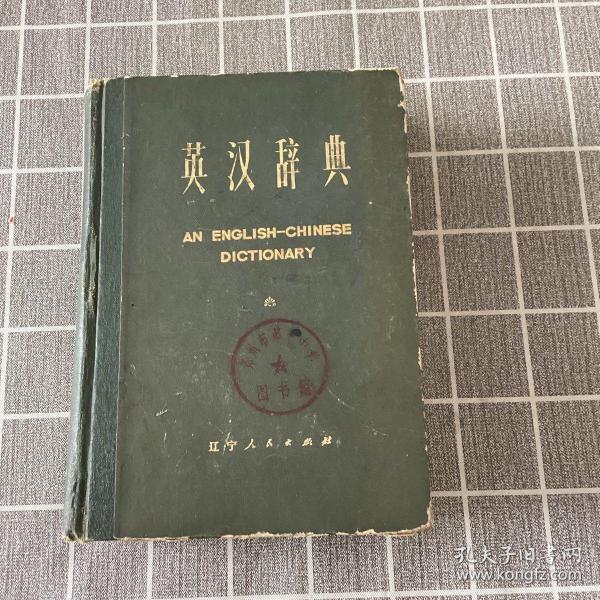 英汉辞典
AN ENGLISH-CHINESE
DICTIONARY
图书馆
辽宁人民出版社
孔夫子旧书网
www.kongfz.com